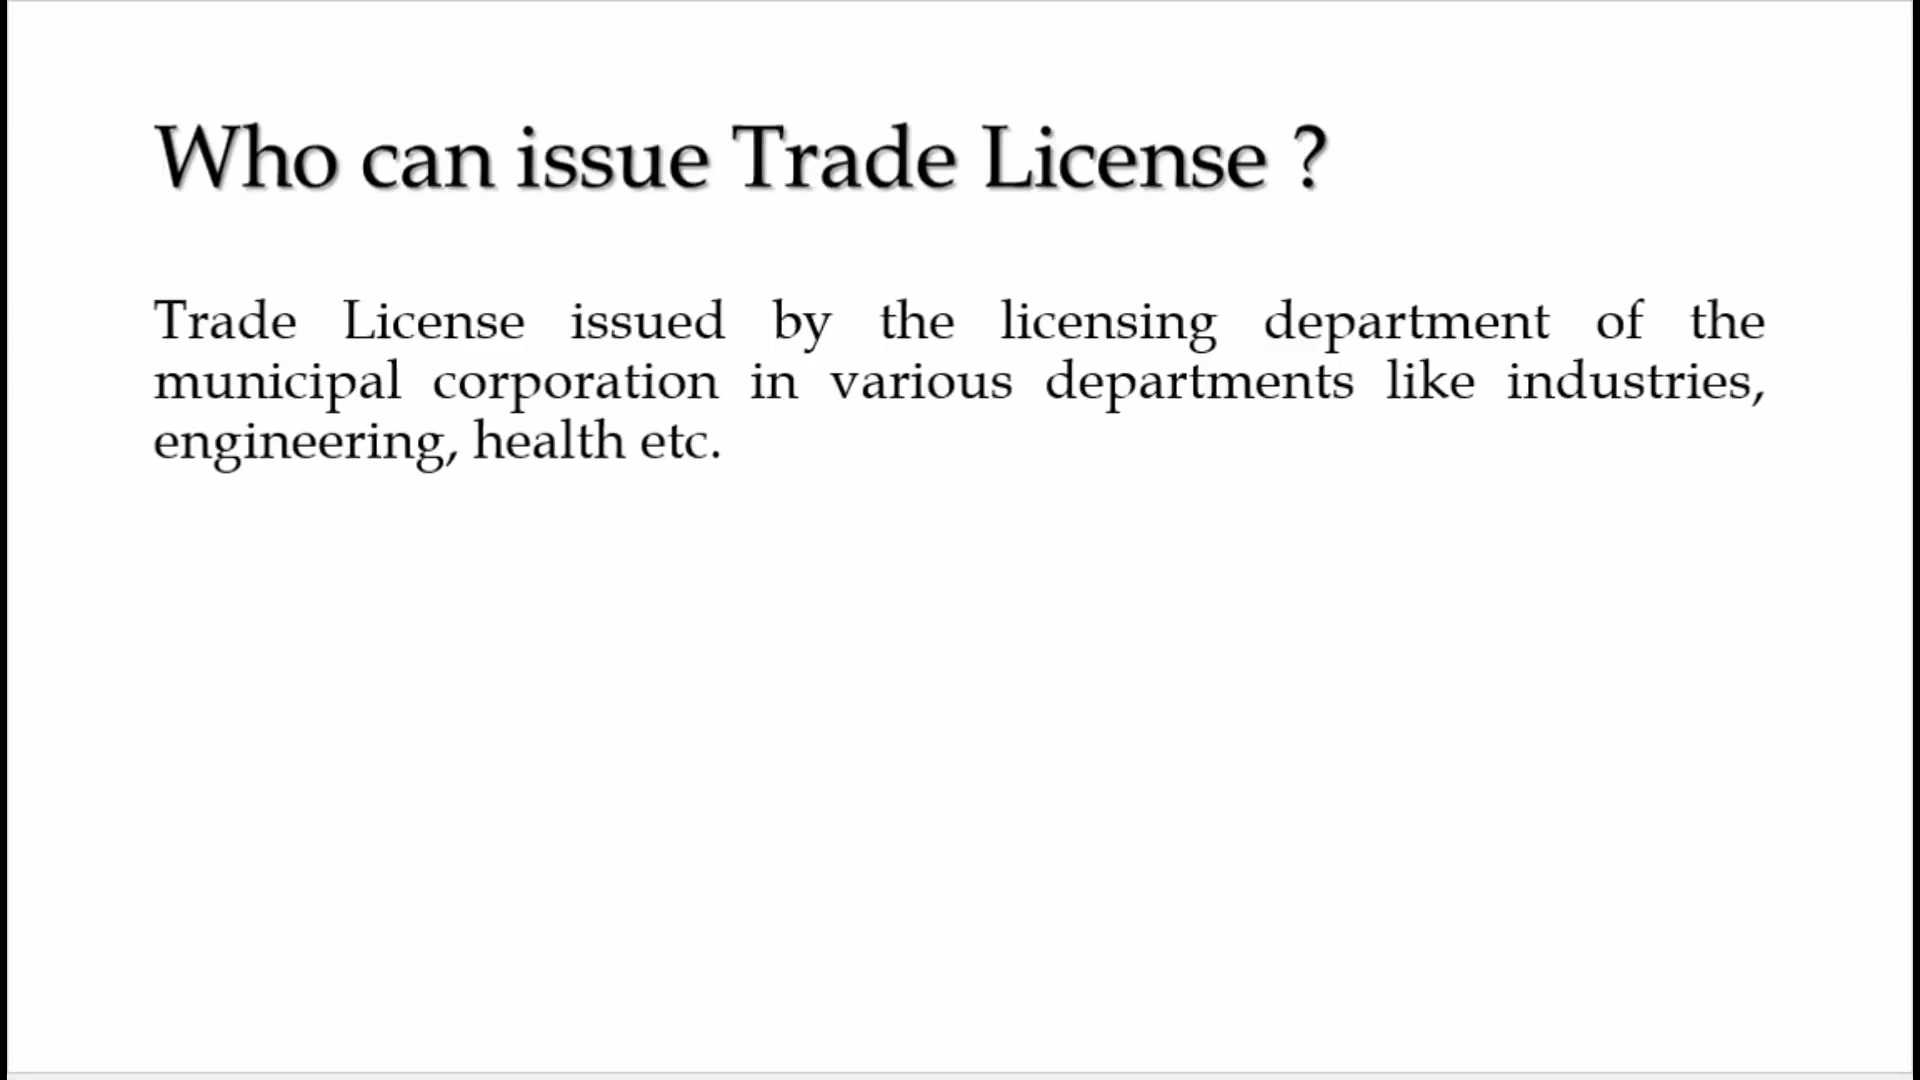 Who can issue Trade License ?
Trade License issued by the licensing department of the
municipal corporation in various departments like industries,
engineering, health etc.